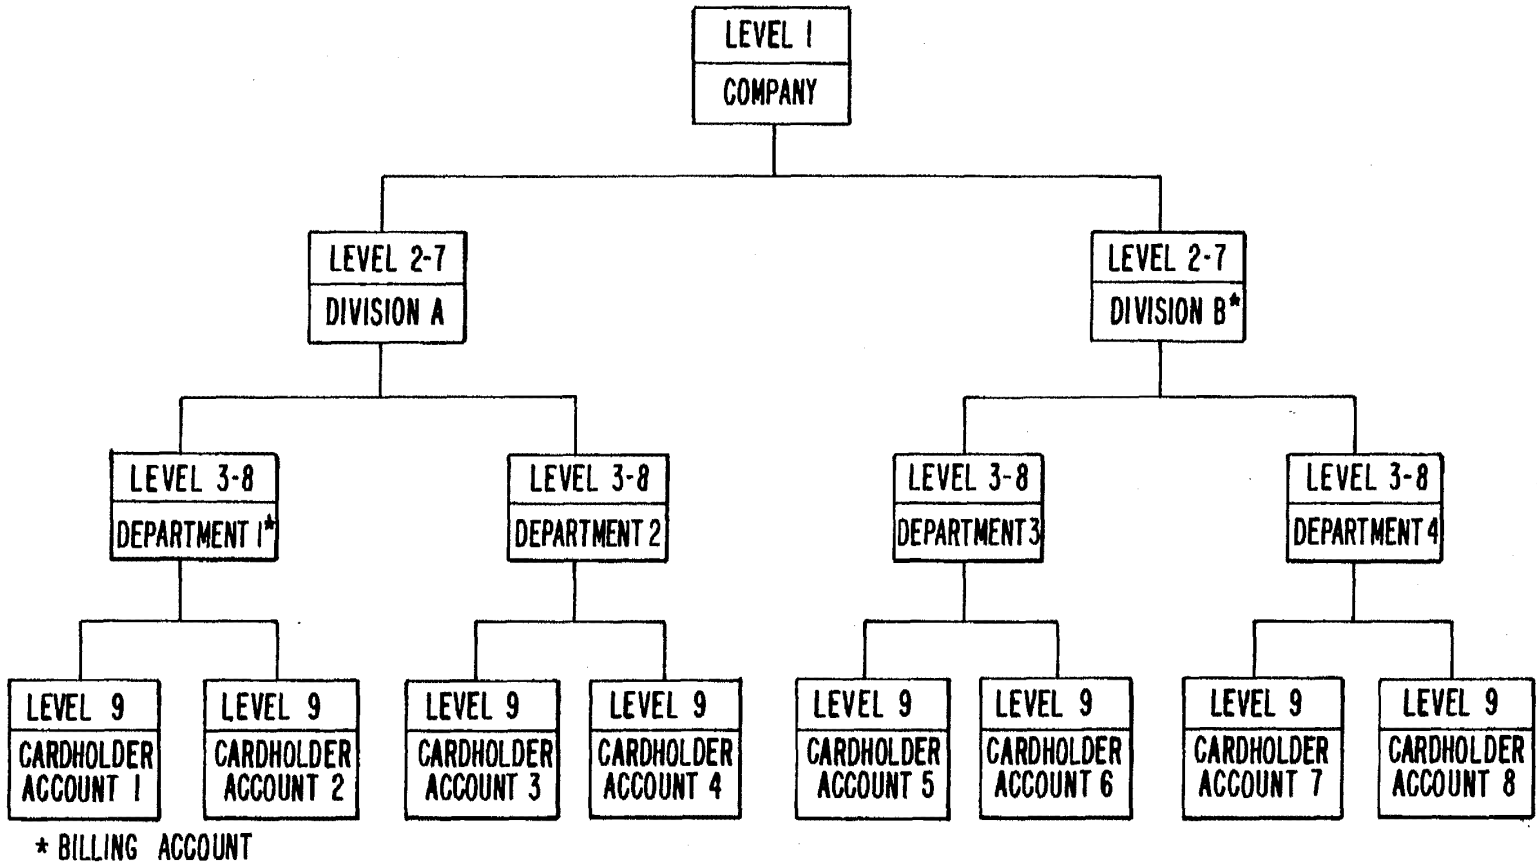 LEVEL 1
COMPANY
LEVEL 2-7
DIVISION A
LEVEL 2-7
DIVISION B*
LEVEL 3-8
DEPARTMENT 1*
LEVEL 3-8
DEPARTMENT 2
LEVEL 3-8
DEPARTMENT 3
LEVEL 3-8
DEPARTMENT 4
LEVEL 9
CARDHOLDER
ACCOUNT 1
LEVEL 9
CARDHOLDER
ACCOUNT 2
LEVEL 9
CARDHOLDER
ACCOUNT 3
LEVEL 9
CARDHOLDER
ACCOUNT 4
LEVEL 9
CARDHOLDER
ACCOUNT 5
LEVEL 9
CARDHOLDER
ACCOUNT 6
LEVEL 9
CARDHOLDER
ACCOUNT 7
LEVEL 9
CARDHOLDER
ACCOUNT 8
* BILLING ACCOUNT